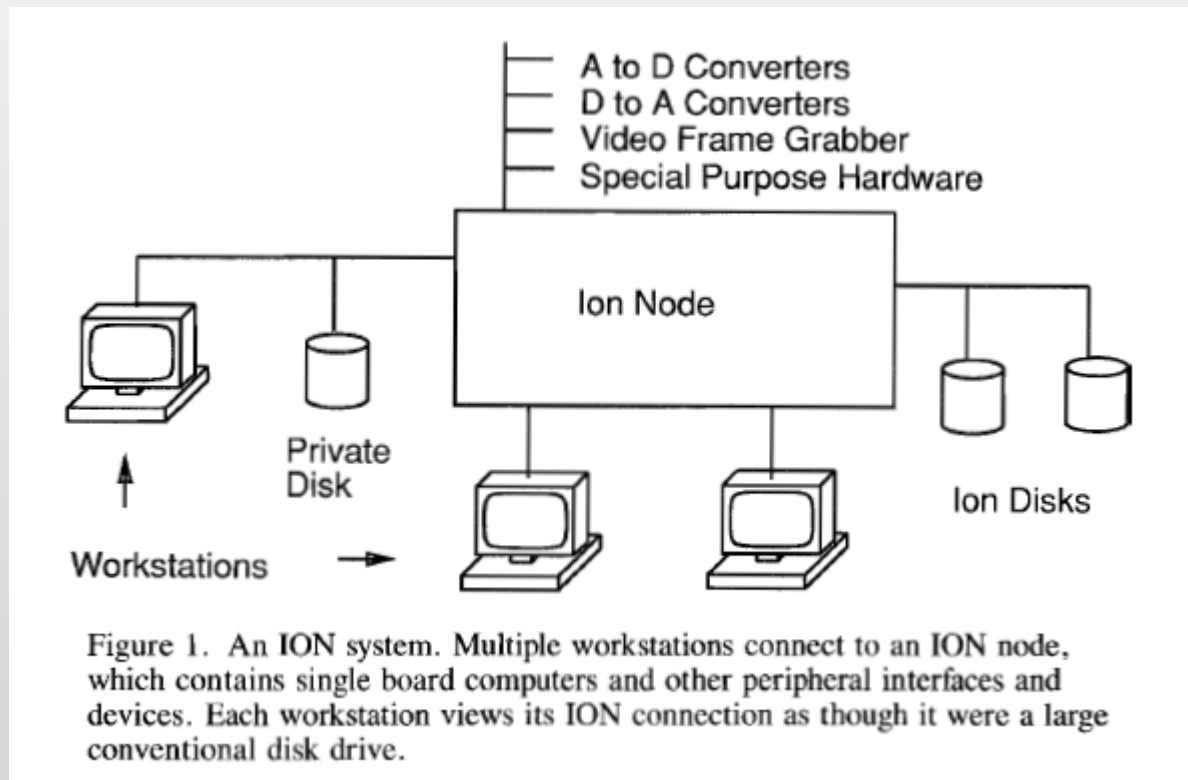 A to D Converters
D to A Converters
Video Frame Grabber
Special Purpose Hardware
Ion Node
Private
Disk
Ion Disks
Workstations
Figure 1. An ION system. Multiple workstations connect to an ION node,
which contains single board computers and other peripheral interfaces and
devices. Each workstation views its ION connection as though it were a large
conventional disk drive.